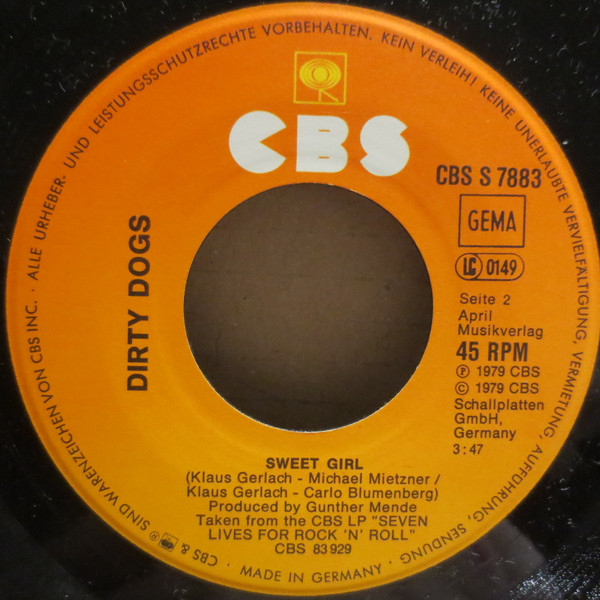 · ALLE URHEBER- UND LEISTUNGSSCHUTZRECHTE VORBEHALTEN. KEIN VERLEIH! KEINE UNERLAUBTE VERVIELFÄLTIGUNG, VERMIETUNG, AUFFÜHRUNG, SENDUNG, · MADE IN GERMANY · CBS & SIND WARENZEICHEN VON CBS INC.
CBS
CBS S 7883
GEMA
LC 0149
Seite 2
April
Musikverlag
45 RPM
℗ 1979 CBS
© 1979 CBS
Schallplatten
GmbH,
Germany
3:47
DIRTY DOGS
SWEET GIRL
(Klaus Gerlach - Michael Mietzner /
Klaus Gerlach - Carlo Blumenberg)
Produced by Gunther Mende
Taken from the CBS LP "SEVEN
LIVES FOR ROCK 'N' ROLL"
CBS 83929